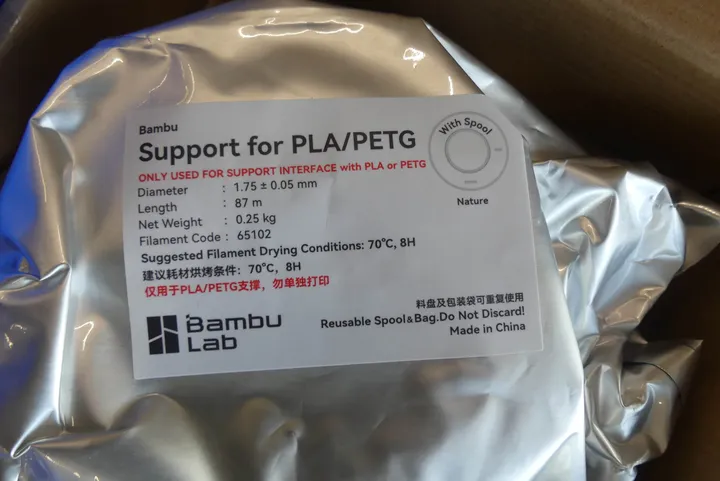 Bambu
Support for PLA/PETG
With Spool
Nature
ONLY USED FOR SUPPORT INTERFACE with PLA or PETG
Diameter : 1.75 ± 0.05 mm
Length : 87 m
Net Weight : 0.25 kg
Filament Code : 65102
Suggested Filament Drying Conditions: 70°C, 8H
建议耗材烘烤条件: 70°C, 8H
仅用于PLA/PETG支撑，勿单独打印
料盘及包装袋可重复使用
Reusable Spool&Bag.Do Not Discard!
Made in China
Bambu
Lab